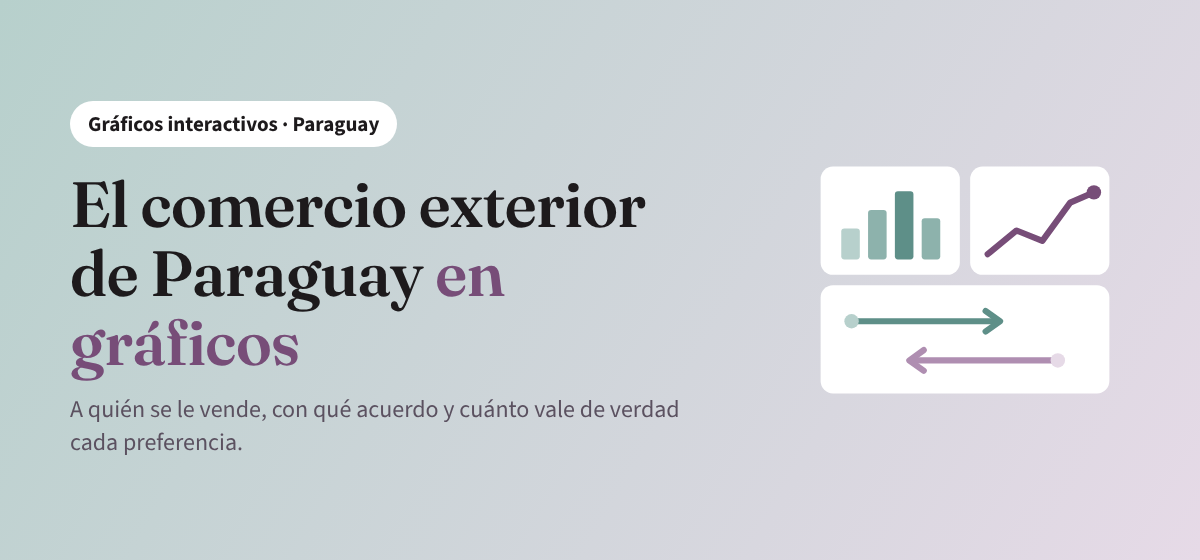 Gráficos interactivos · Paraguay
El comercio exterior
de Paraguay en
gráficos
A quién se le vende, con qué acuerdo y cuánto vale de verdad
cada preferencia.